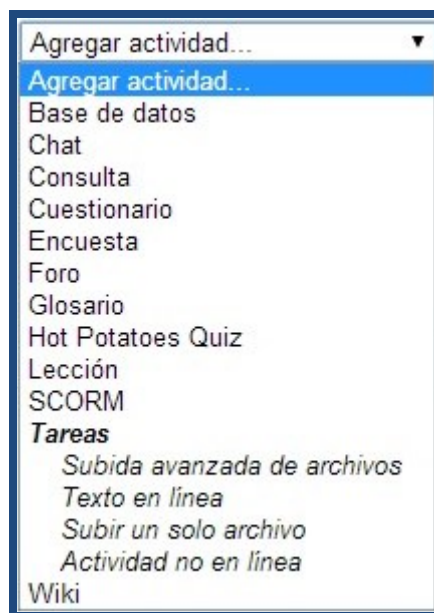 Agregar actividad...
Agregar actividad...
Base de datos
Chat
Consulta
Cuestionario
Encuesta
Foro
Glosario
Hot Potatoes Quiz
Lección
SCORM
Tareas
Subida avanzada de archivos
Texto en línea
Subir un solo archivo
Actividad no en línea
Wiki